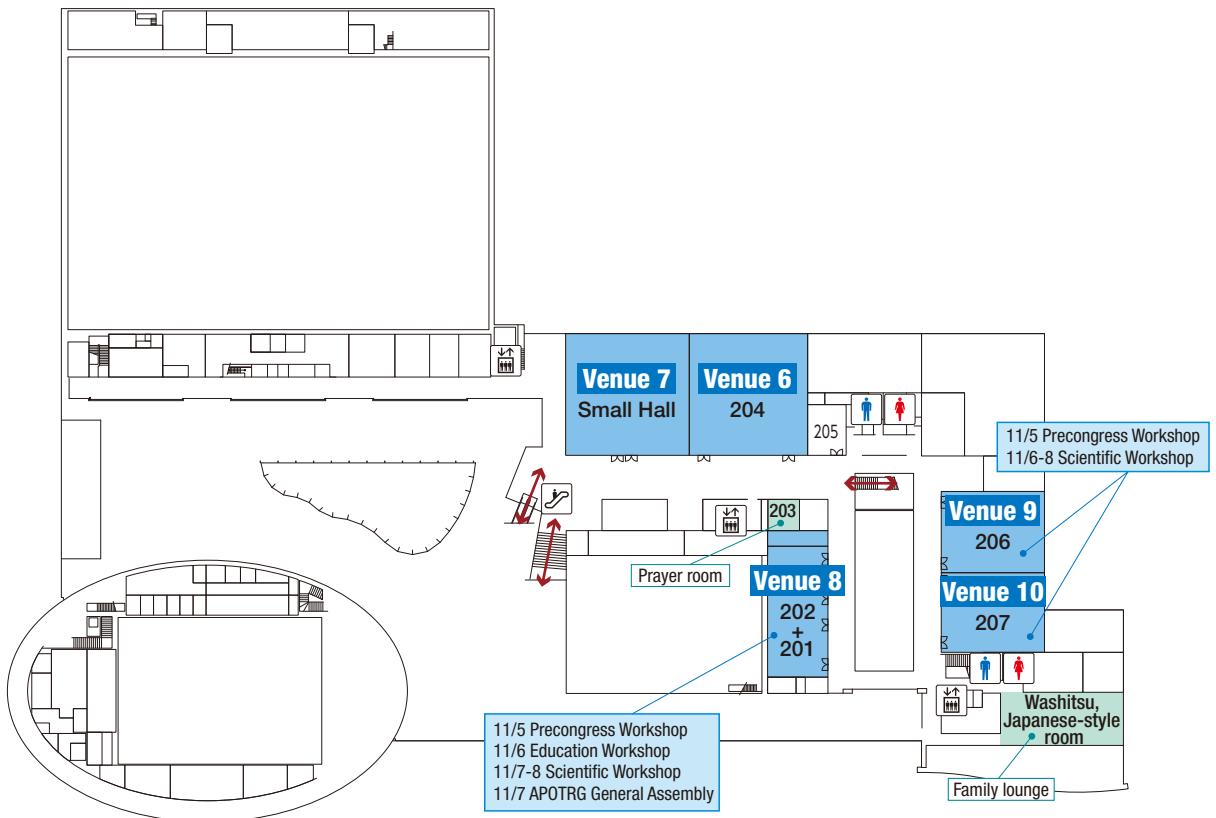 Venue 7
Small Hall
Venue 6
204
205
11/5 Precongress Workshop
11/6-8 Scientific Workshop
203
Prayer room
Venue 9
206
Venue 8
202
+
201
Venue 10
207
Washitsu,
Japanese-style
room
11/5 Precongress Workshop
11/6 Education Workshop
11/7-8 Scientific Workshop
11/7 APOTRG General Assembly
Family lounge